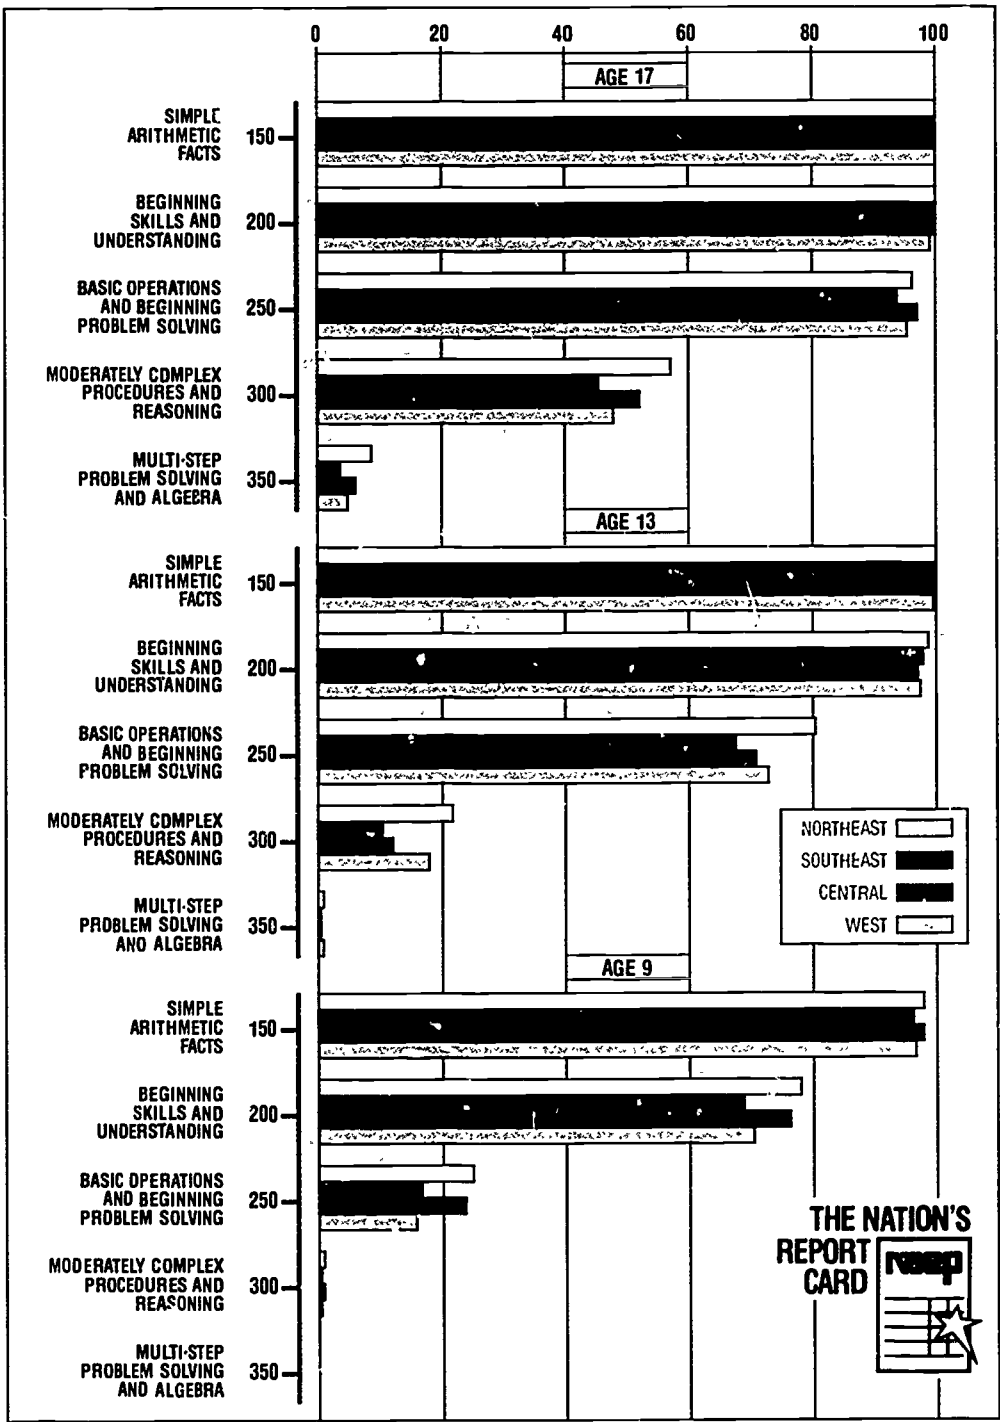 0 20 40 60 80 100
AGE 17
SIMPLE
ARITHMETIC
FACTS
150
BEGINNING
SKILLS AND
UNDERSTANDING
200
BASIC OPERATIONS
AND BEGINNING
PROBLEM SOLVING
250
MODERATELY COMPLEX
PROCEDURES AND
REASONING
300
MULTI-STEP
PROBLEM SOLVING
AND ALGEBRA
350
AGE 13
SIMPLE
ARITHMETIC
FACTS
150
BEGINNING
SKILLS AND
UNDERSTANDING
200
BASIC OPERATIONS
AND BEGINNING
PROBLEM SOLVING
250
MODERATELY COMPLEX
PROCEDURES AND
REASONING
300
MULTI-STEP
PROBLEM SOLVING
AND ALGEBRA
350
NORTHEAST
SOUTHEAST
CENTRAL
WEST
AGE 9
SIMPLE
ARITHMETIC
FACTS
150
BEGINNING
SKILLS AND
UNDERSTANDING
200
BASIC OPERATIONS
AND BEGINNING
PROBLEM SOLVING
250
MODERATELY COMPLEX
PROCEDURES AND
REASONING
300
MULTI-STEP
PROBLEM SOLVING
AND ALGEBRA
350
THE NATION'S
REPORT
CARD
naep